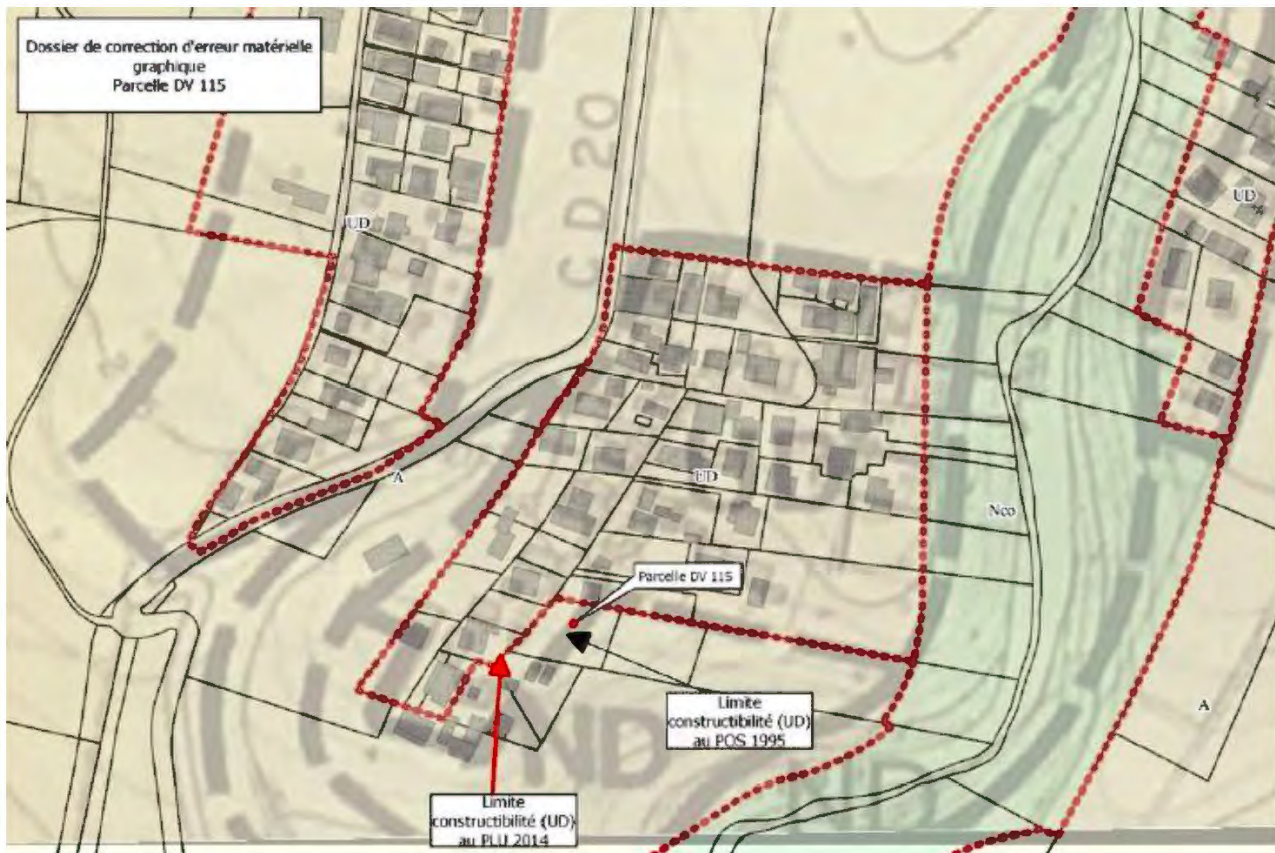 Dossier de correction d'erreur matérielle
graphique
Parcelle DV 115
CD 20
UD
UD
A
UD
Nco
Parcelle DV 115
Limite
constructibilité (UD)
au POS 1995
A
ND
ND
Limite
constructibilité (UD)
au PLU 2014